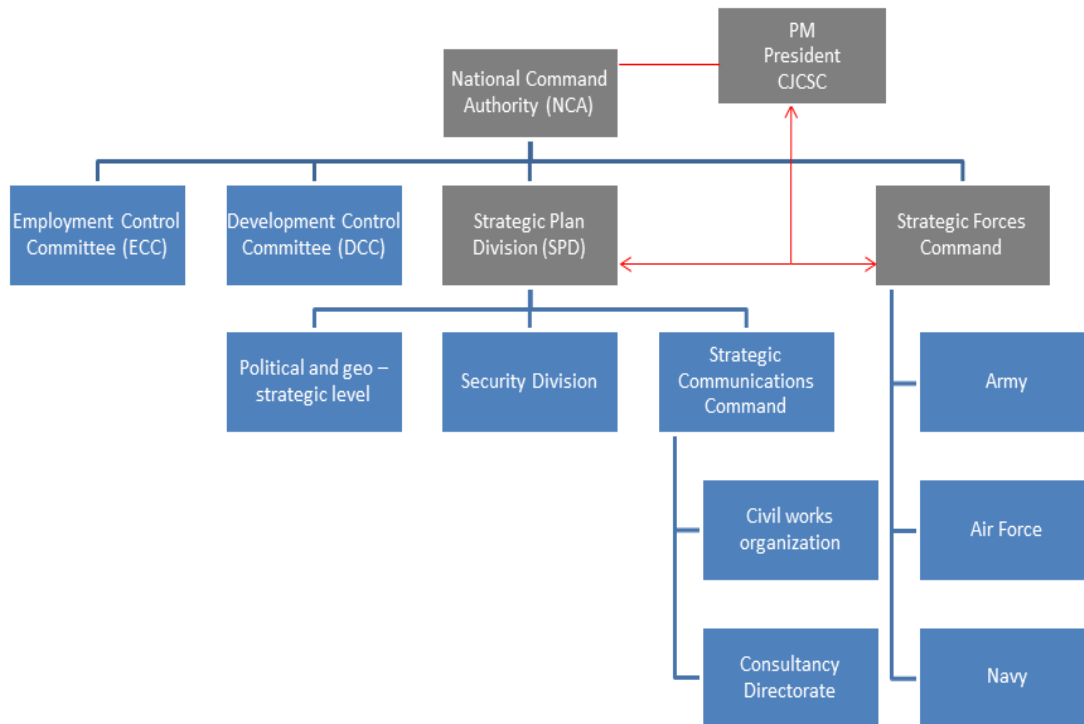 PM
President
CJCSC
National Command
Authority (NCA)
Employment Control
Committee (ECC)
Development Control
Committee (DCC)
Strategic Plan
Division (SPD)
Strategic Forces
Command
Political and geo –
strategic level
Security Division
Strategic
Communications
Command
Army
Civil works
organization
Air Force
Consultancy
Directorate
Navy